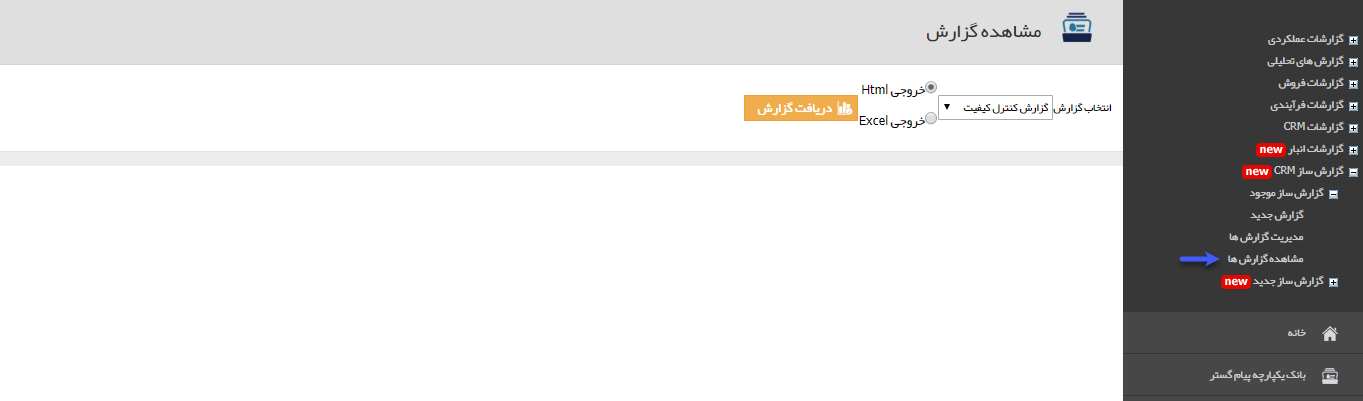 مشاهده گزارش
انتخاب گزارش گزارش کنترل کیفیت
خروجی Html
خروجی Excel
دریافت گزارش
گزارشات عملکردی
گزارش های تحلیلی
گزارشات فروش
گزارشات فرآیندی
گزارشات CRM
گزارشات انبار new
گزارش ساز CRM new
گزارش ساز موجود
گزارش جدید
مدیریت گزارش ها
مشاهده گزارش ها
گزارش ساز جدید new
خانه
بانک یکپارچه پیام گستر